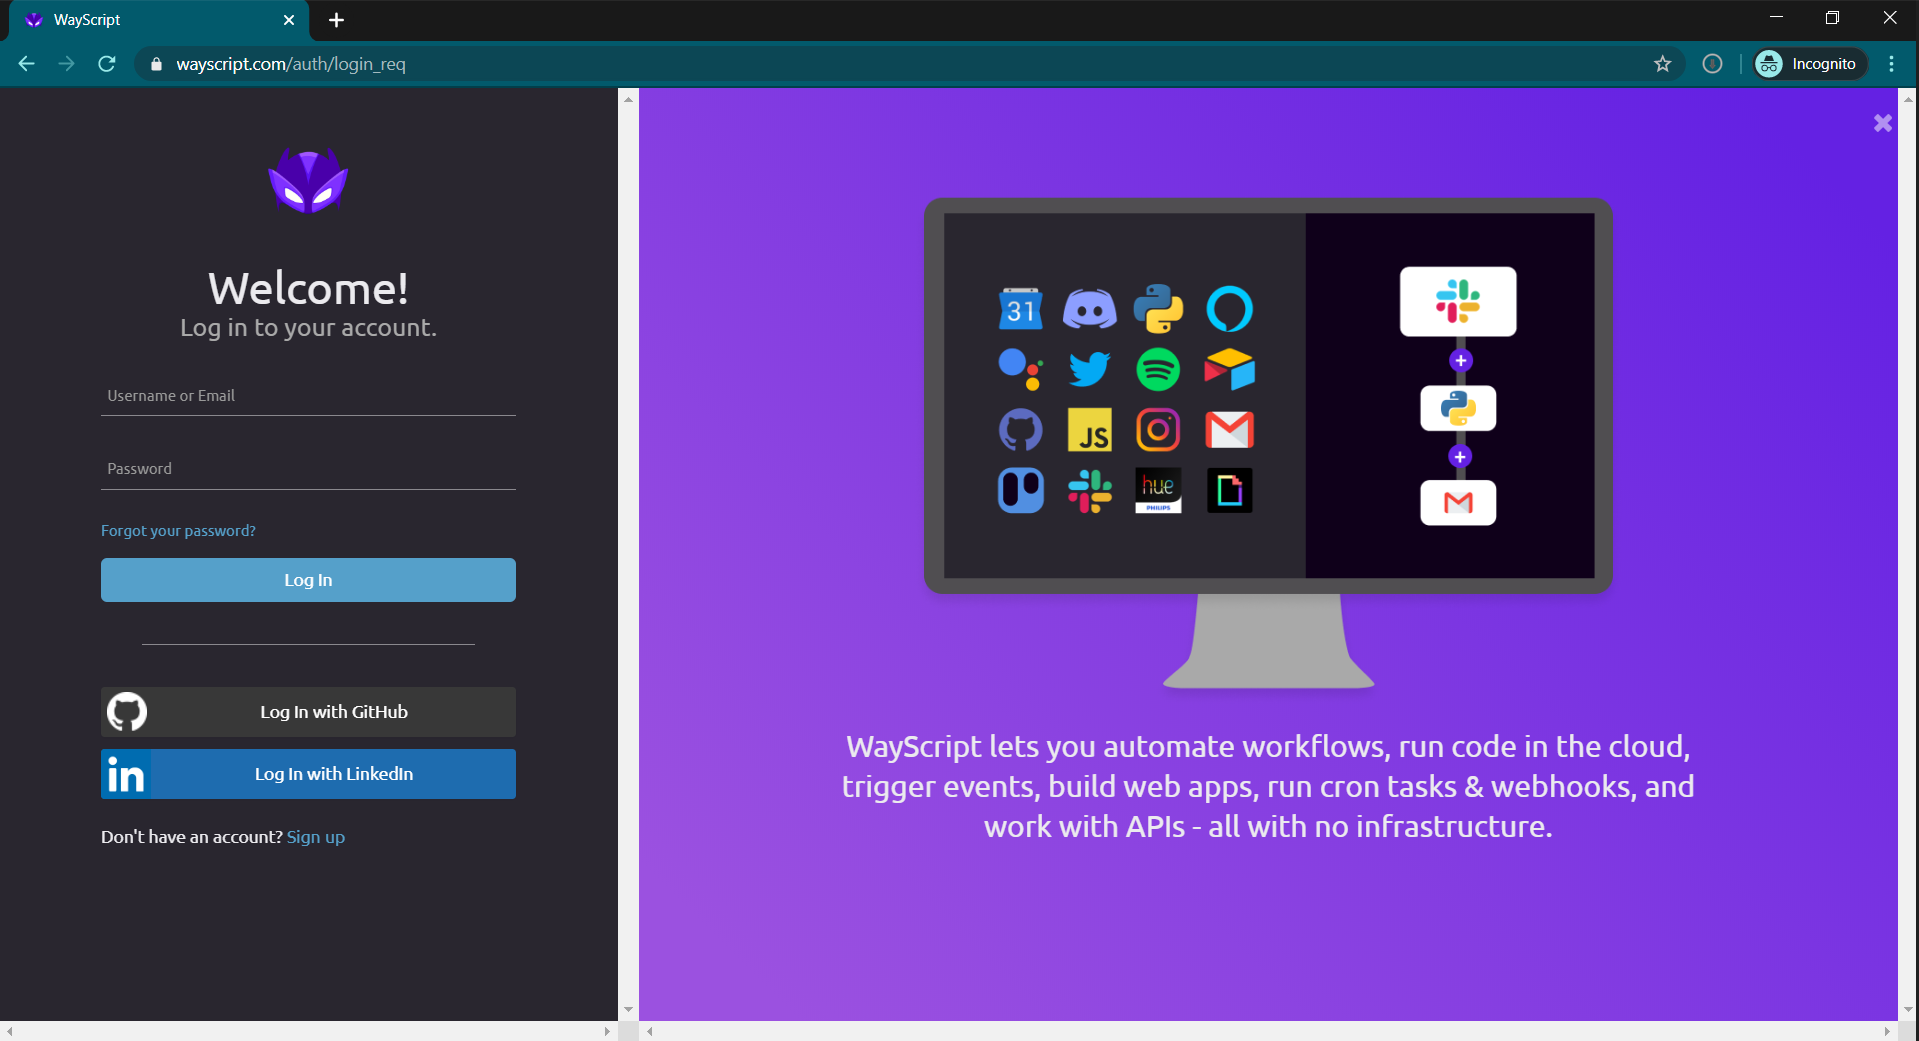 WayScript
wayscript.com/auth/login_req
Incognito
Welcome!
Log in to your account.
Username or Email
Password
Forgot your password?
Log In
Log In with GitHub
in
Log In with LinkedIn
Don't have an account? Sign up
31
JS
hue
PHILIPS
WayScript lets you automate workflows, run code in the cloud,
trigger events, build web apps, run cron tasks & webhooks, and
work with APIs - all with no infrastructure.